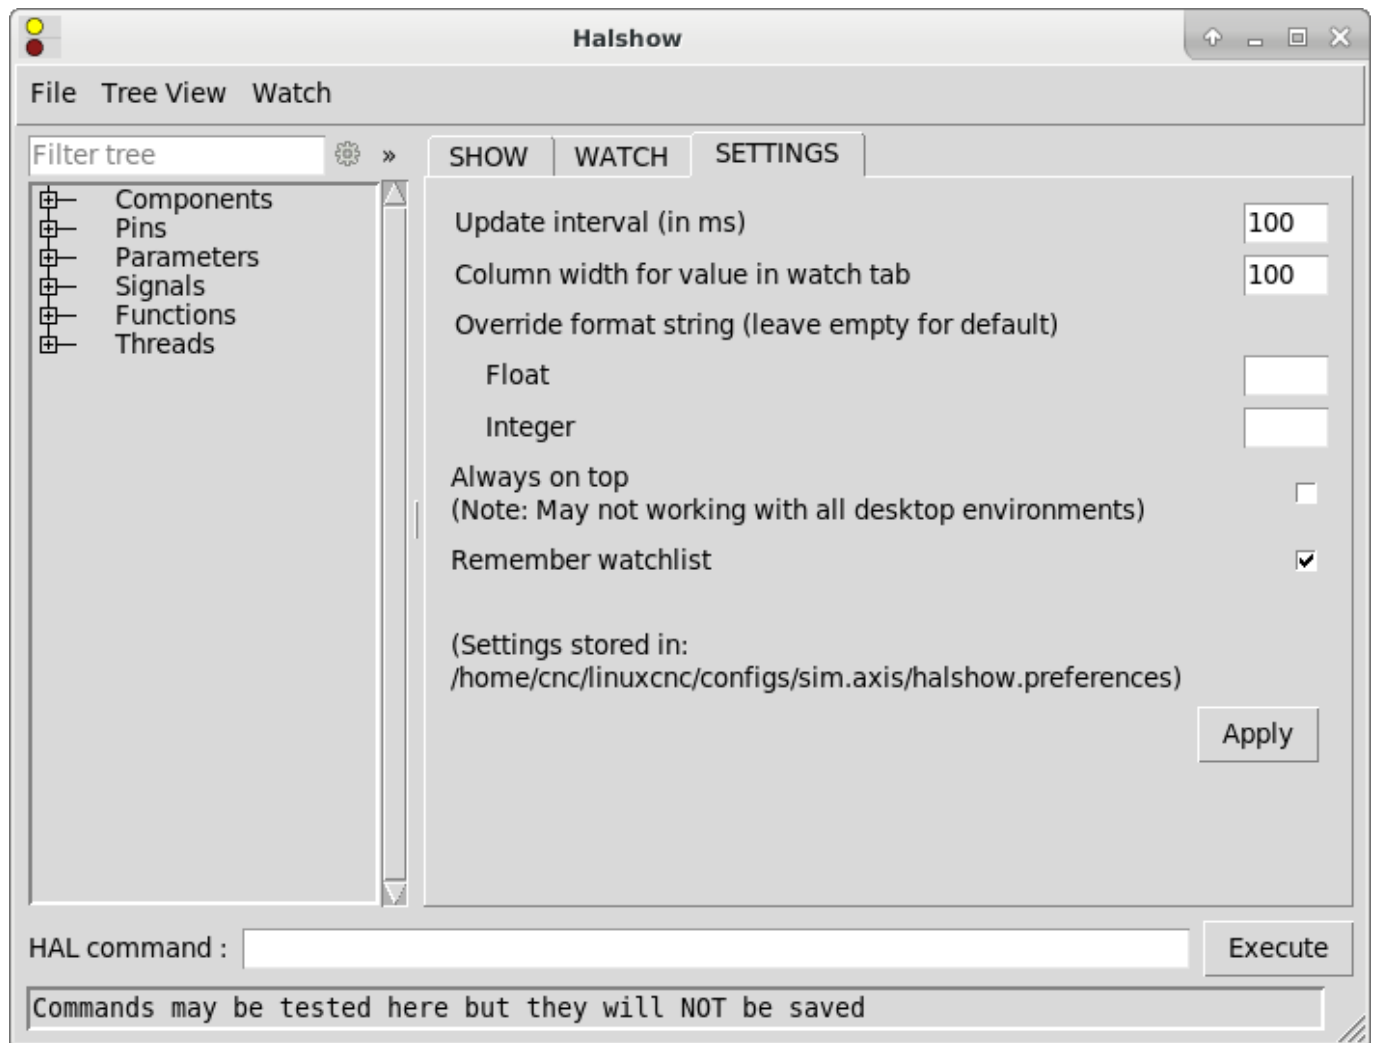 Halshow
File Tree View Watch
Filter tree »
SHOW WATCH SETTINGS
Components
Pins
Parameters
Signals
Functions
Threads
Update interval (in ms) 100
Column width for value in watch tab 100
Override format string (leave empty for default)
Float
Integer
Always on top
(Note: May not working with all desktop environments)
Remember watchlist
(Settings stored in:
/home/cnc/linuxcnc/configs/sim.axis/halshow.preferences)
Apply
HAL command : Execute
Commands may be tested here but they will NOT be saved